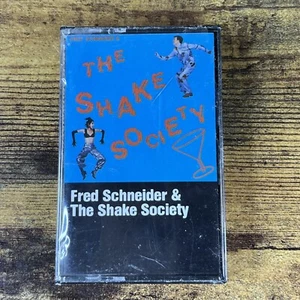 THE
SHAKE
SOCIETY
Fred Schneider &
The Shake Society